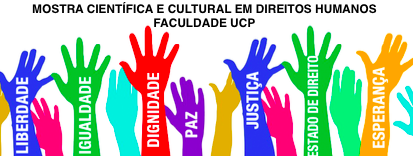 MOSTRA CIENTÍFICA E CULTURAL EM DIREITOS HUMANOS
FACULDADE UCP
LIBERDADE
IGUALDADE
DIGNIDADE
PAZ
JUSTIÇA
ESTADO DE DIREITO
ESPERANÇA